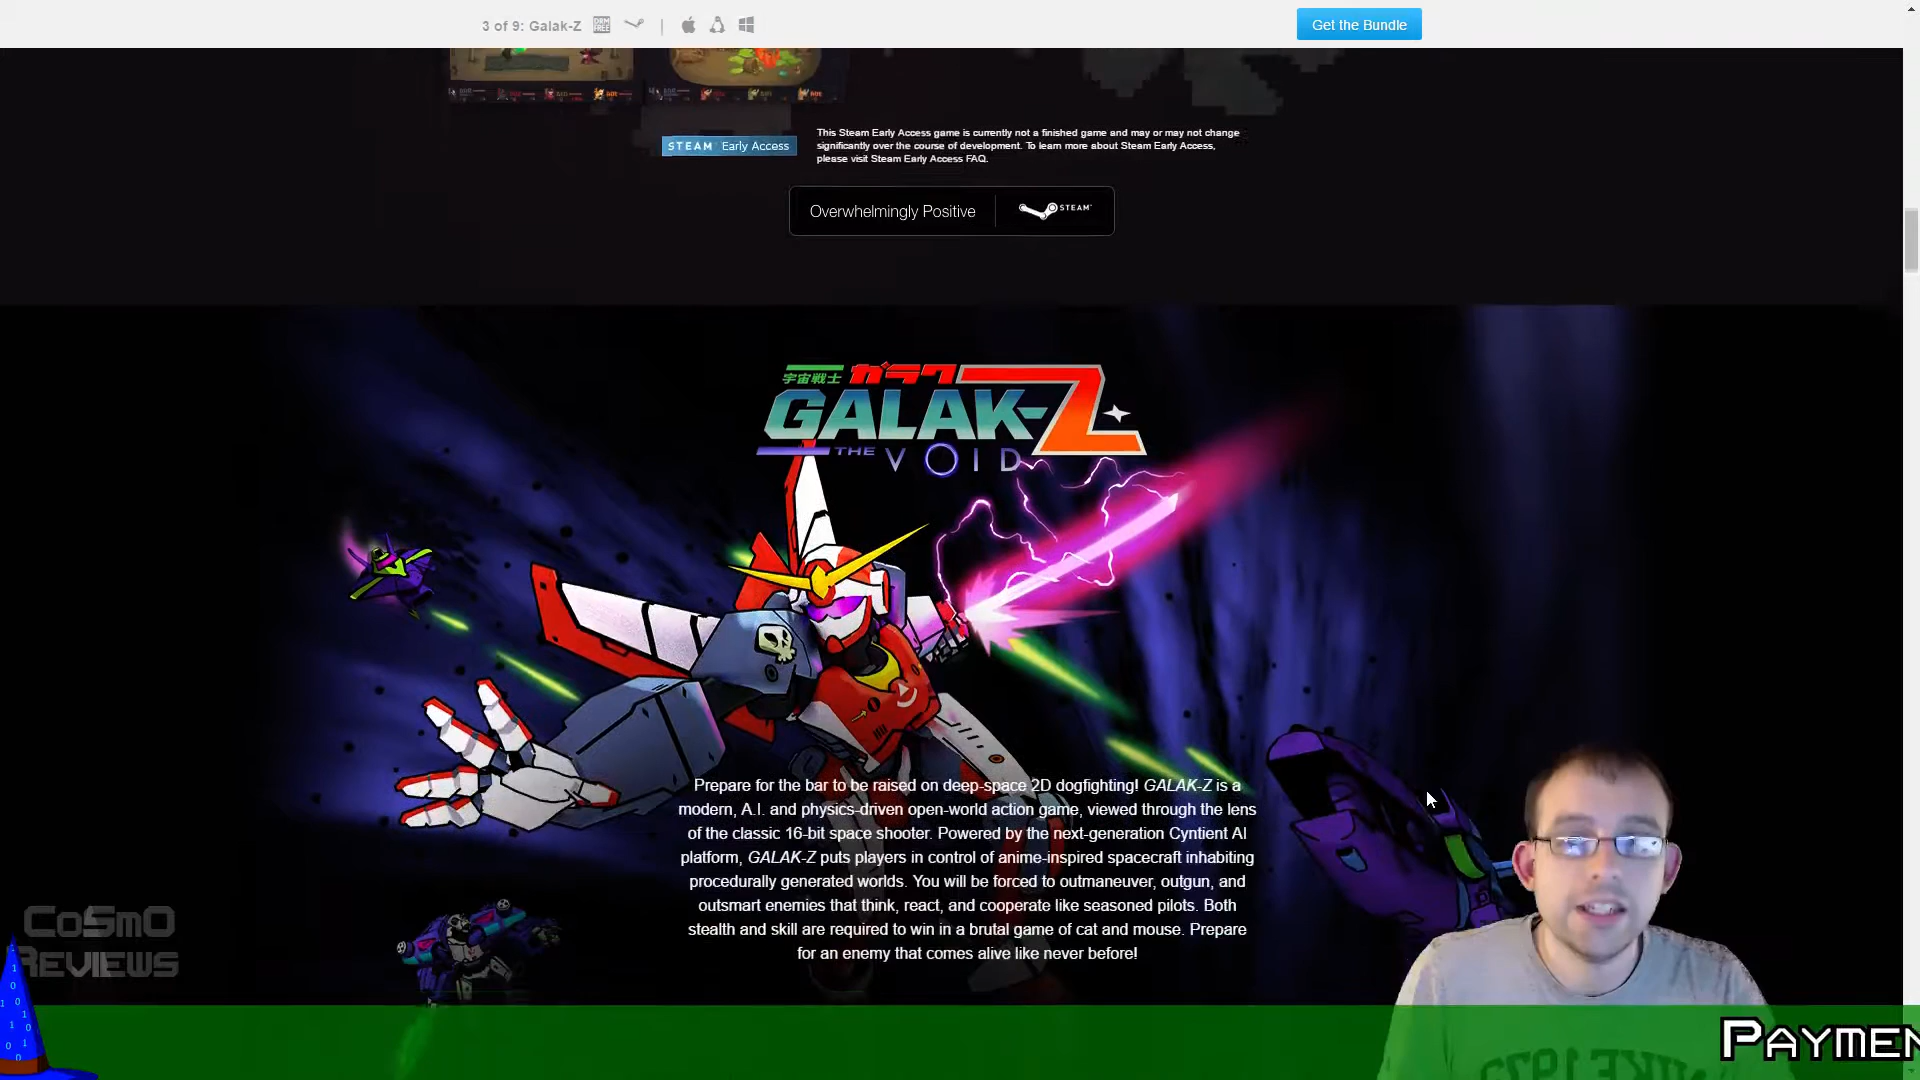 3 of 9: Galak-Z
DRM FREE
Get the Bundle
STEAM Early Access
This Steam Early Access game is currently not a finished game and may or may not change
significantly over the course of development. To learn more about Steam Early Access,
please visit Steam Early Access FAQ.
Overwhelmingly Positive
STEAM
宇宙戦士 ガラク
GALAK-Z
THE VOID
Prepare for the bar to be raised on deep-space 2D dogfighting! GALAK-Z is a
modern, A.I. and physics-driven open-world action game, viewed through the lens
of the classic 16-bit space shooter. Powered by the next-generation Cyntient AI
platform, GALAK-Z puts players in control of anime-inspired spacecraft inhabiting
procedurally generated worlds. You will be forced to outmaneuver, outgun, and
outsmart enemies that think, react, and cooperate like seasoned pilots. Both
stealth and skill are required to win in a brutal game of cat and mouse. Prepare
for an enemy that comes alive like never before!
CoSmO
Reviews
Paymen